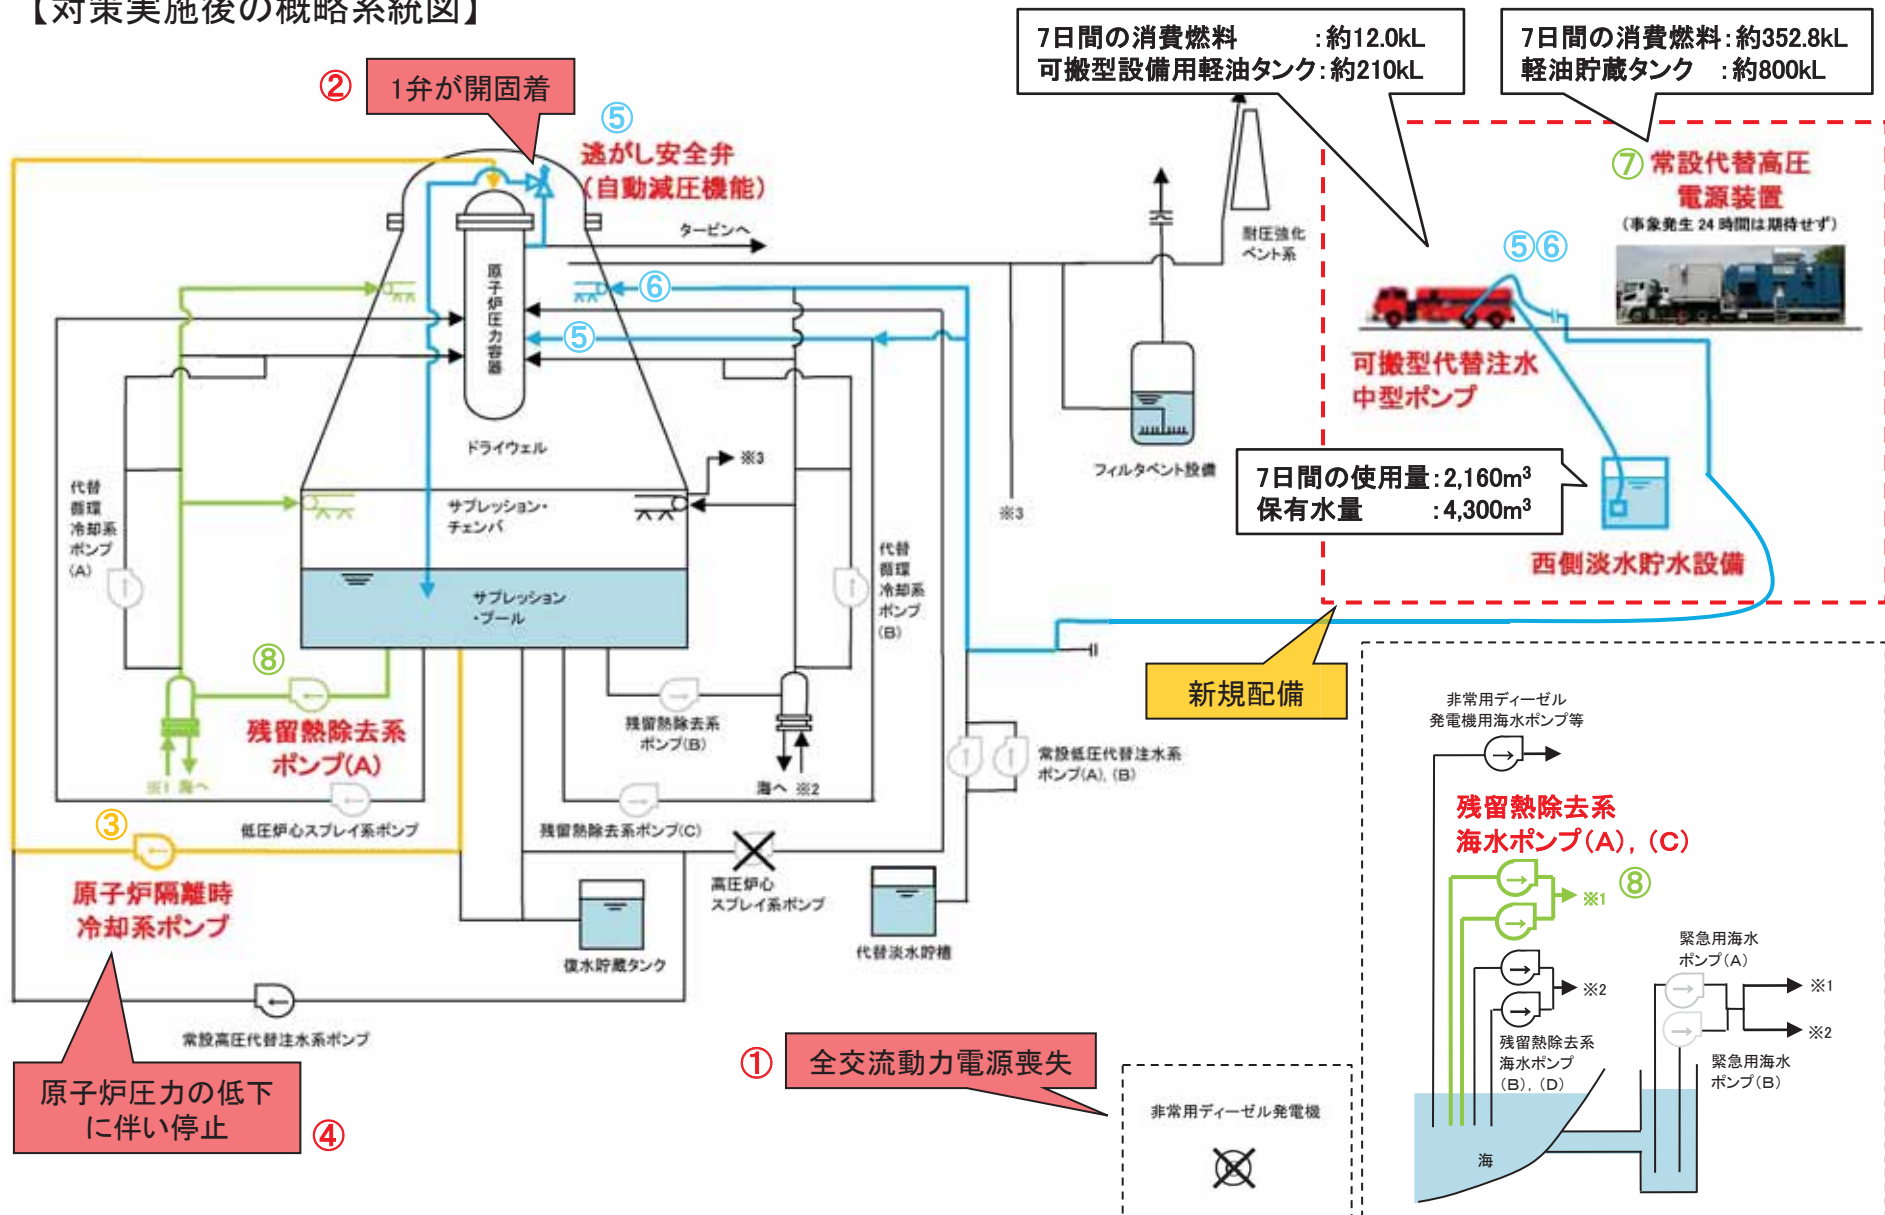 【対策実施後の概略系統図】
7日間の消費燃料　　　:約12.0kL
可搬型設備用軽油タンク:約210kL
7日間の消費燃料:約352.8kL
軽油貯蔵タンク　:約800kL
② 1弁が開固着
⑤
逃がし安全弁
(自動減圧機能)
⑦ 常設代替高圧
電源装置
(事象発生 24 時間は期待せず)
⑤⑥
タービンへ
耐圧強化
ベント系
原子炉圧力容器
⑥
⑤
可搬型代替注水
中型ポンプ
ドライウェル
フィルタベント設備
7日間の使用量:2,160m³
保有水量　　　:4,300m³
※3
※3
サプレッション・
チェンバ
代替
循環
冷却系
ポンプ
(A)
代替
循環
冷却系
ポンプ
(B)
西側淡水貯水設備
サプレッション
・プール
⑧
残留熱除去系
ポンプ(A)
残留熱除去系
ポンプ(B)
新規配備
※1 海へ
海へ ※2
常設低圧代替注水系
ポンプ(A), (B)
非常用ディーゼル
発電機用海水ポンプ等
③
低圧炉心スプレイ系ポンプ
残留熱除去系ポンプ(C)
残留熱除去系
海水ポンプ(A), (C)
原子炉隔離時
冷却系ポンプ
高圧炉心
スプレイ系ポンプ
⑧
※1
復水貯蔵タンク
代替淡水貯槽
緊急用海水
ポンプ(A)
※2
※1
※2
常設高圧代替注水系ポンプ
残留熱除去系
海水ポンプ
(B), (D)
緊急用海水
ポンプ(B)
① 全交流動力電源喪失
原子炉圧力の低下
に伴い停止
④
非常用ディーゼル発電機
海